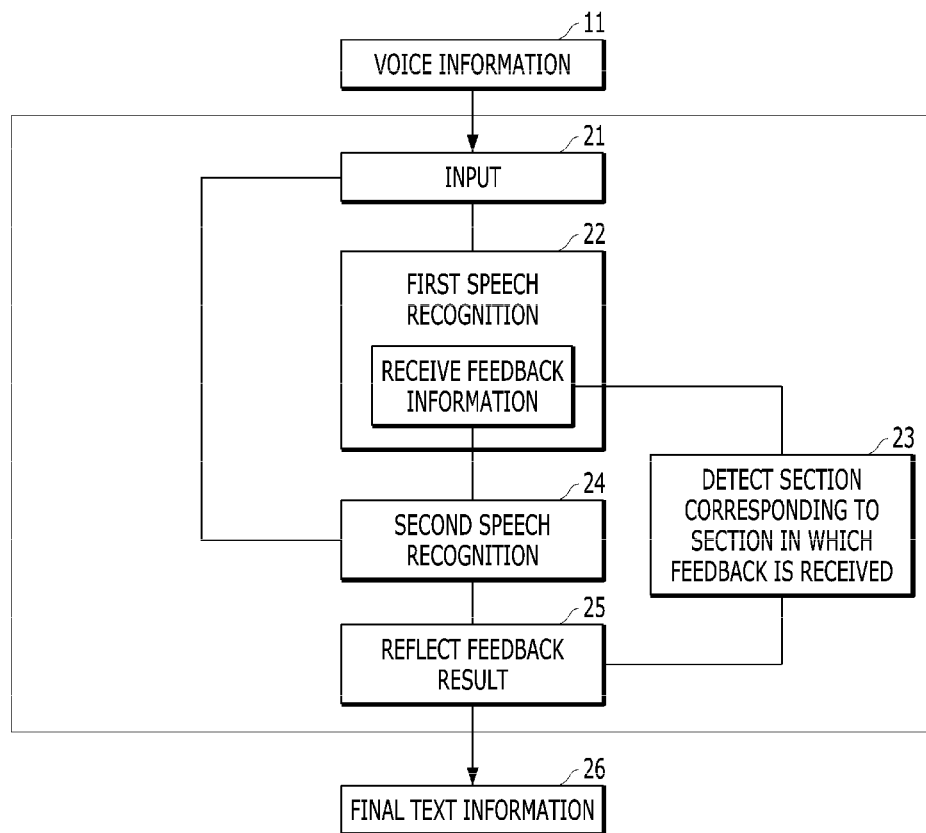 11
VOICE INFORMATION
21
INPUT
22
FIRST SPEECH
RECOGNITION
RECEIVE FEEDBACK
INFORMATION
23
DETECT SECTION
CORRESPONDING TO
SECTION IN WHICH
FEEDBACK IS RECEIVED
24
SECOND SPEECH
RECOGNITION
25
REFLECT FEEDBACK
RESULT
26
FINAL TEXT INFORMATION